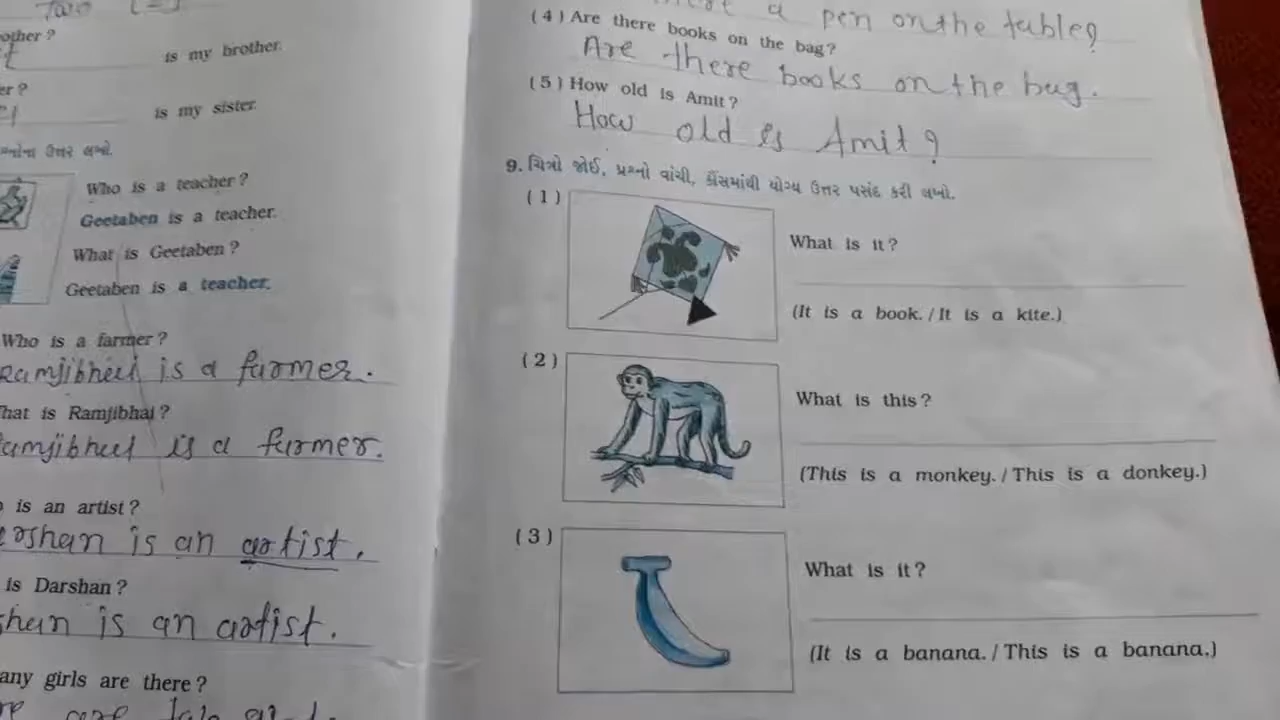 Two
other ?
is my brother.
er ?
is my sister.
ઉત્તર લખો.
Who is a teacher ?
Geetaben is a teacher.
What is Geetaben ?
Geetaben is a teacher.
Who is a farmer ?
is a farmer.
hat is Ramjibhai ?
is a farmer.
is an artist ?
rshan is an artist.
is Darshan ?
shan is an artist.
any girls are there ?
are
a pen on the table?
(4) Are there books on the bag?
Are there books on the bag.
(5) How old is Amit ?
How old is Amit ?
9. ચિત્રો જોઈ, પ્રશ્નો વાંચી, કૌંસમાંથી યોગ્ય ઉત્તર પસંદ કરી લખો.
(1)
What is it ?
(It is a book. / It is a kite.)
(2)
What is this ?
(This is a monkey. / This is a donkey.)
(3)
What is it ?
(It is a banana. / This is a banana.)